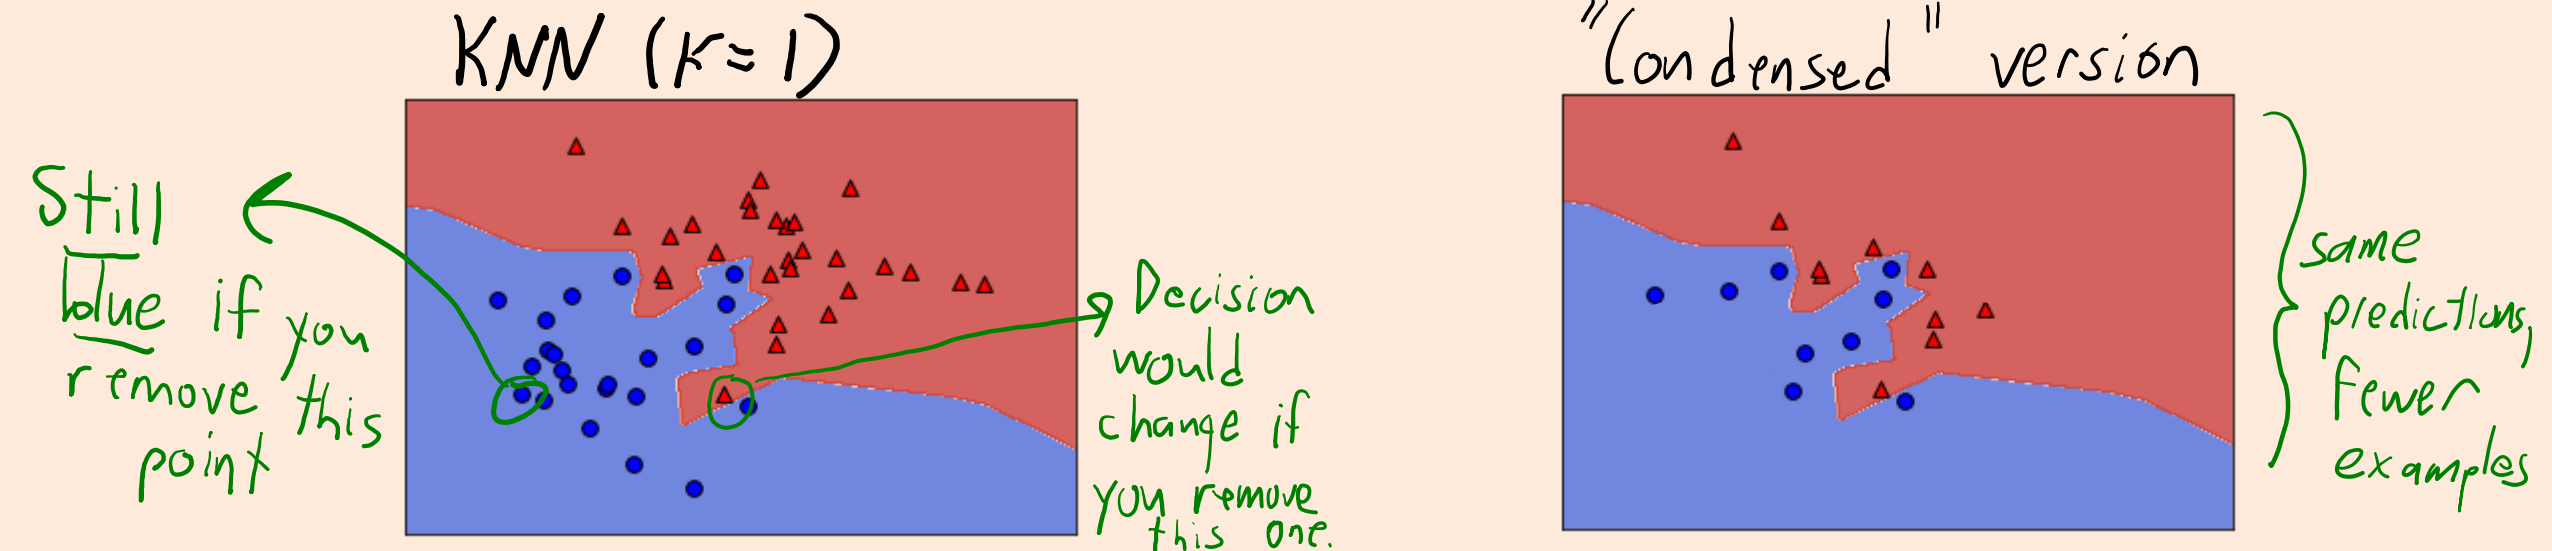 KNN (K=1)
"Condensed" version
Still
blue if you
remove this
point
Decision
would
change if
you remove
this one.
same
predictions,
fewer
examples